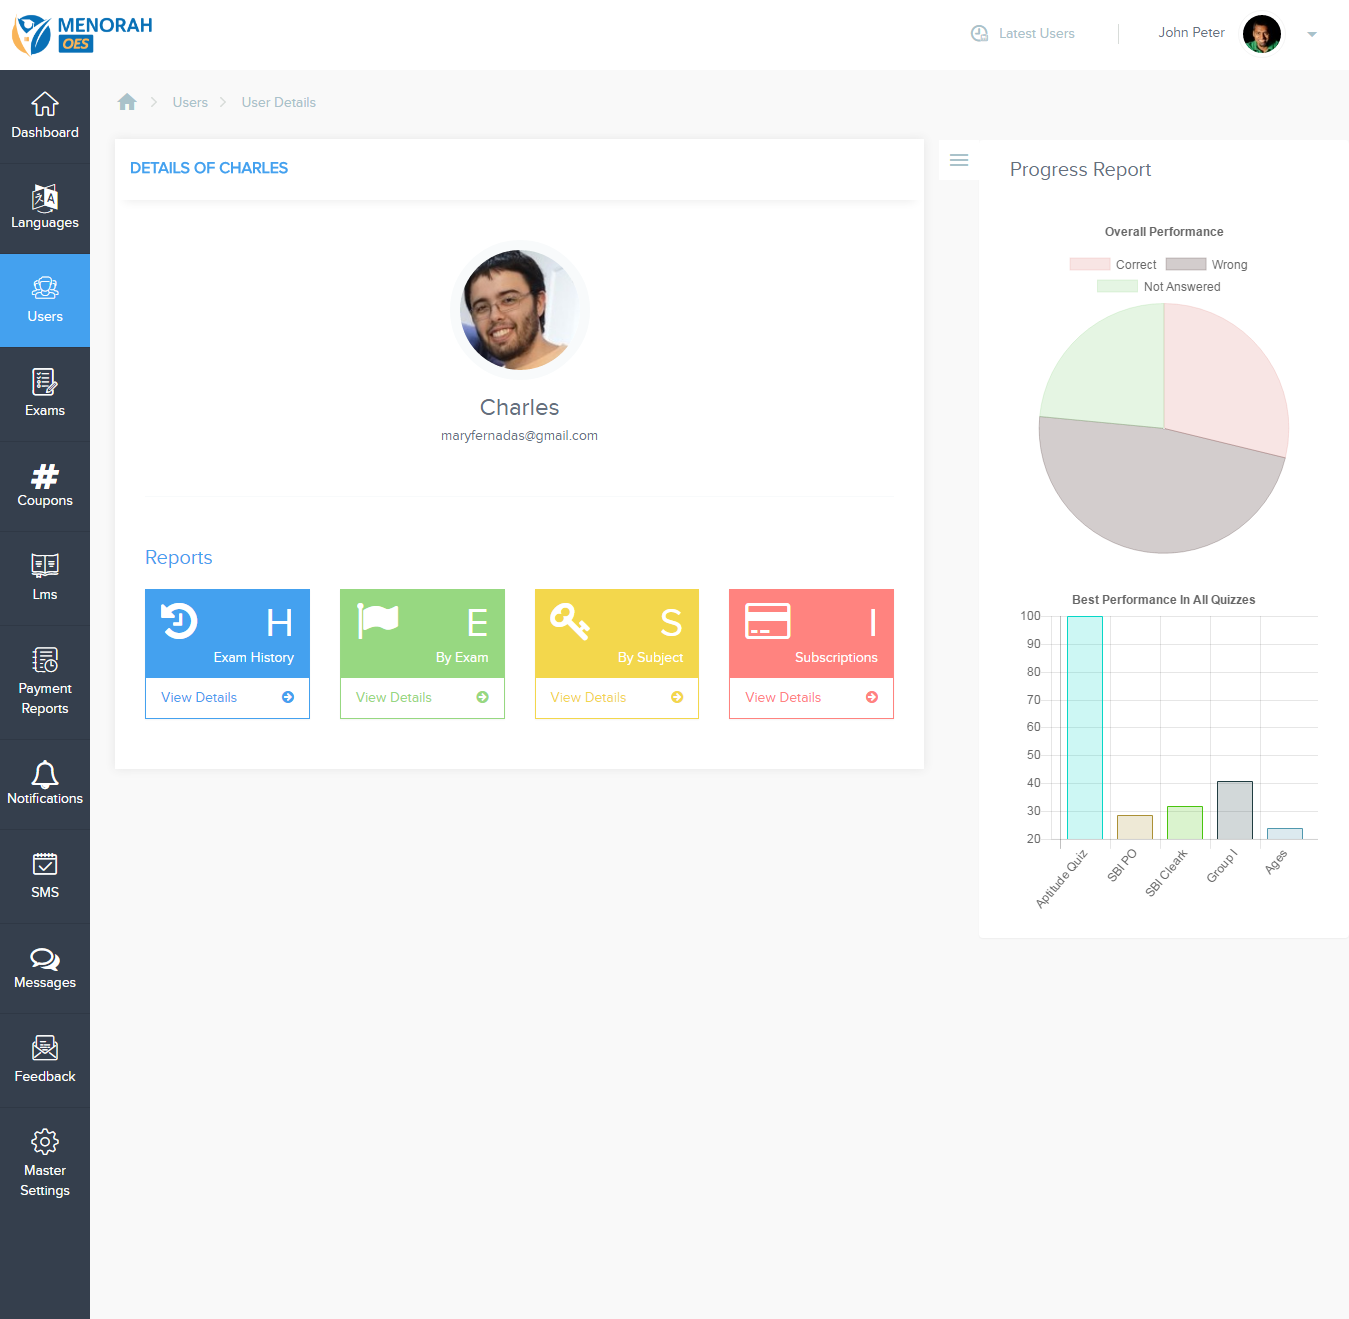 MENORAH
OES
Latest Users
John Peter
Dashboard
Languages
Users
Exams
Coupons
Lms
Payment
Reports
Notifications
SMS
Messages
Feedback
Master
Settings
Users
User Details
DETAILS OF CHARLES
Charles
maryfernadas@gmail.com
Reports
H
Exam History
View Details
E
By Exam
View Details
S
By Subject
View Details
I
Subscriptions
View Details
Progress Report
Overall Performance
Correct
Wrong
Not Answered
Best Performance In All Quizzes
100
90
80
70
60
50
40
30
20
Aptitude Quiz
SBI PO
SBI Cleark
Group I
Ages